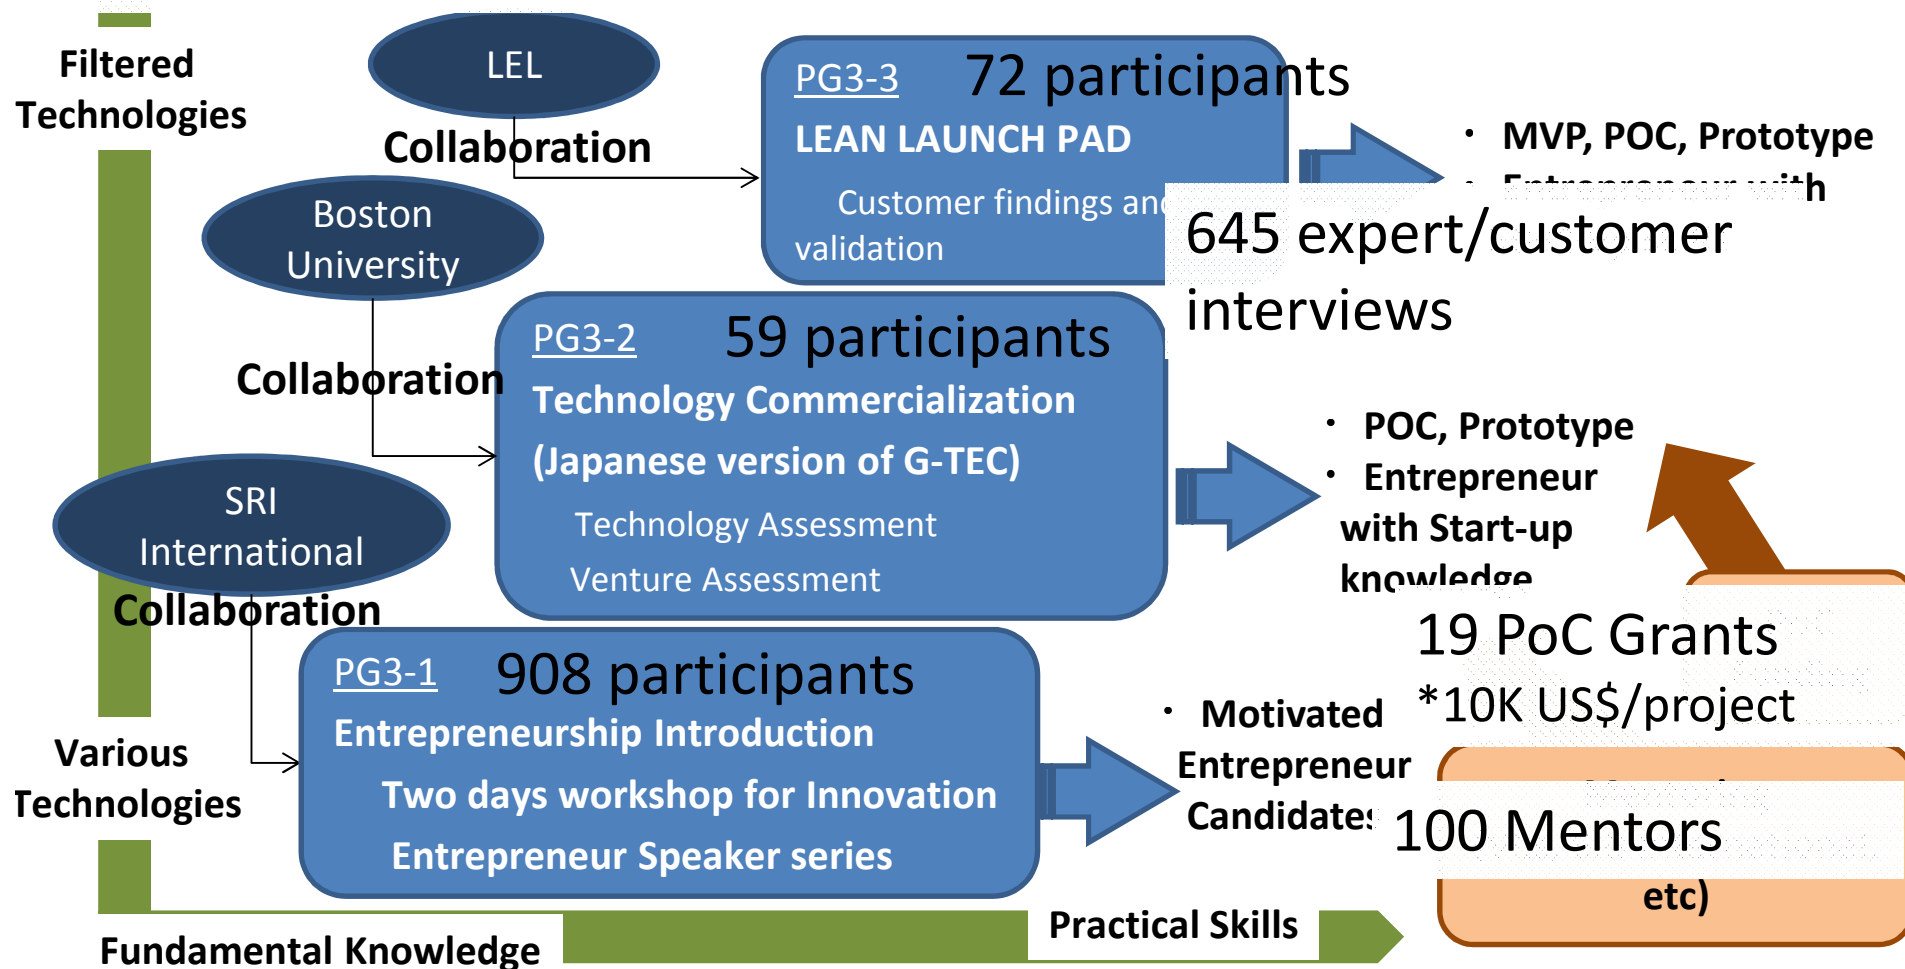 Filtered
Technologies
LEL
Collaboration
PG3-3
72 participants
LEAN LAUNCH PAD
Customer findings and
validation
・ MVP, POC, Prototype
・ Entrepreneur with
645 expert/customer
interviews
Boston
University
Collaboration
PG3-2
59 participants
Technology Commercialization
(Japanese version of G-TEC)
Technology Assessment
Venture Assessment
・ POC, Prototype
・ Entrepreneur
with Start-up
knowledge
SRI
International
Collaboration
PG3-1
908 participants
Entrepreneurship Introduction
Two days workshop for Innovation
Entrepreneur Speaker series
・ Motivated
Entrepreneur
Candidates
19 PoC Grants
*10K US$/project
100 Mentors
etc)
Various
Technologies
Fundamental Knowledge
Practical Skills